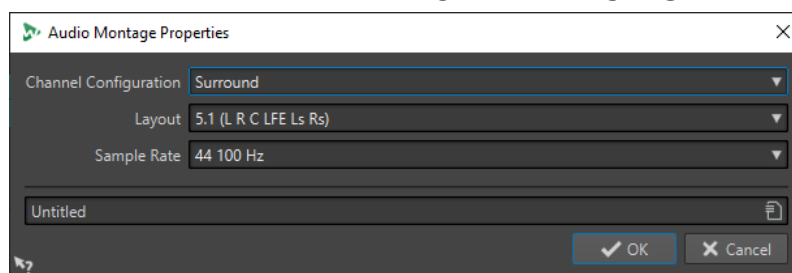 Audio Montage Properties
Channel Configuration Surround
Layout 5.1 (L R C LFE Ls Rs)
Sample Rate 44 100 Hz
Untitled
OK Cancel